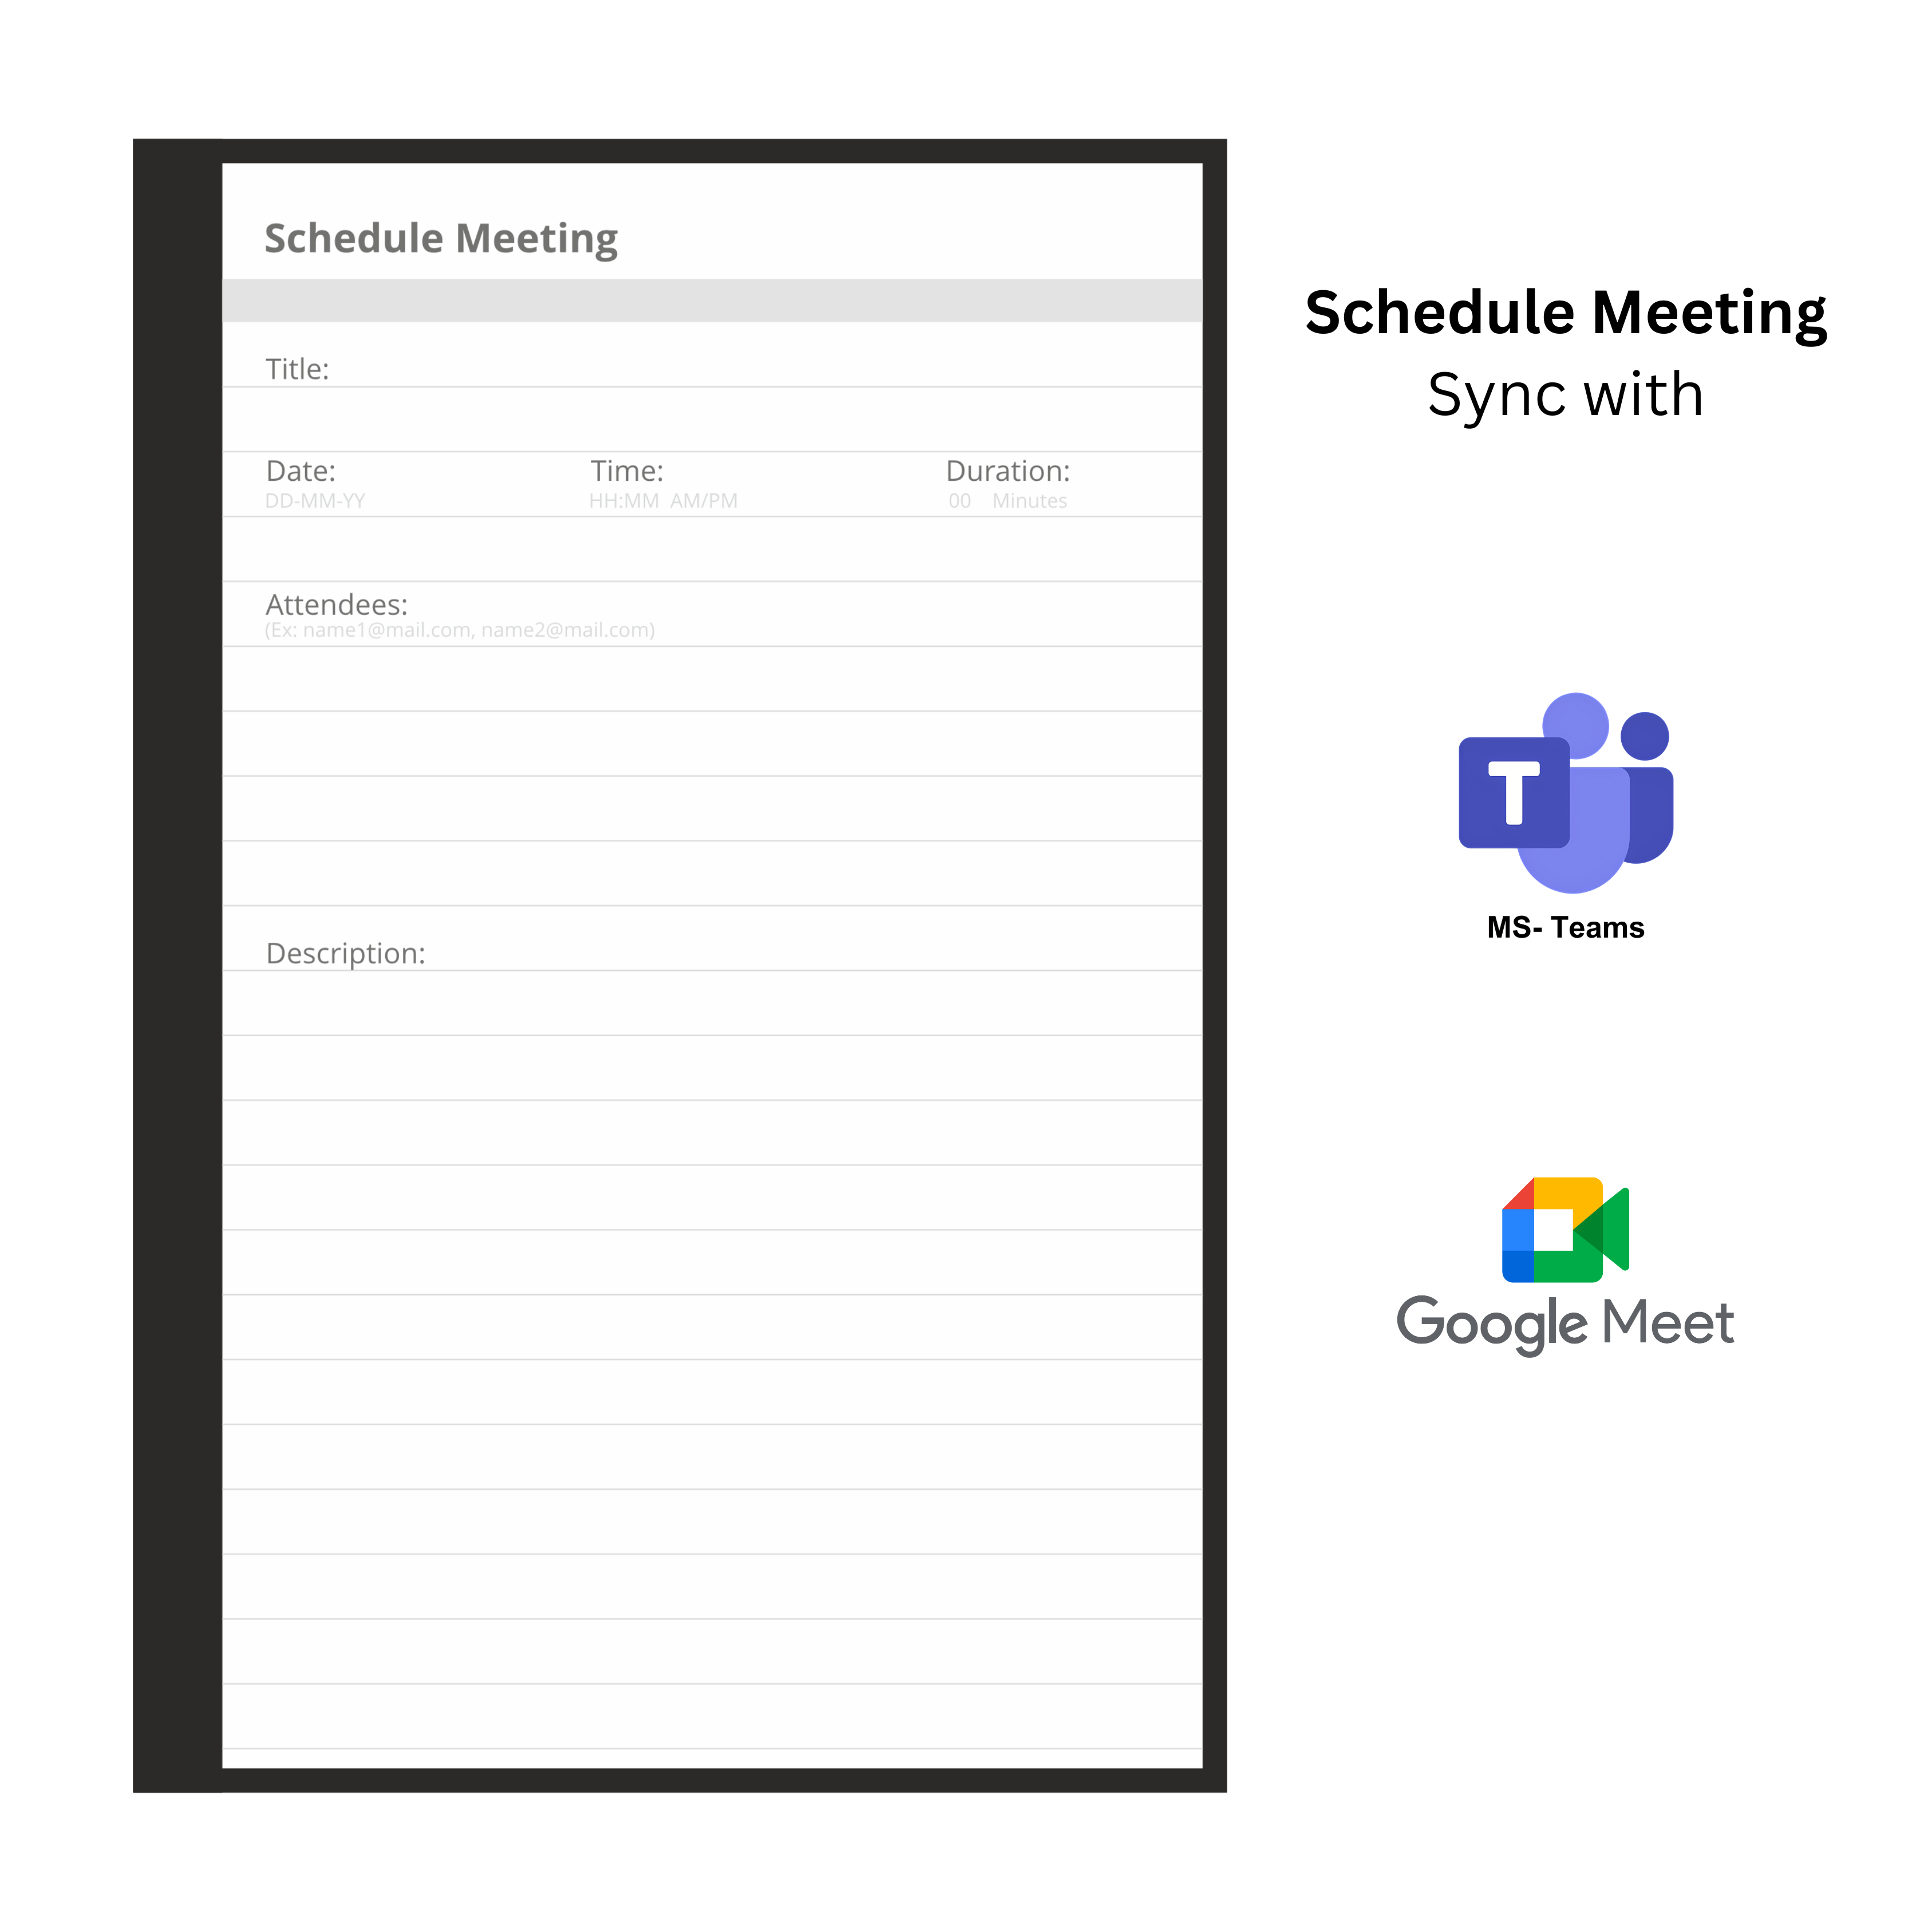 Schedule Meeting
Title:
Date: Time: Duration:
DD-MM-YY HH:MM AM/PM 00 Minutes
Attendees:
(Ex: name1@mail.com, name2@mail.com)
Description:
Schedule Meeting
Sync with
T
MS- Teams
Google Meet